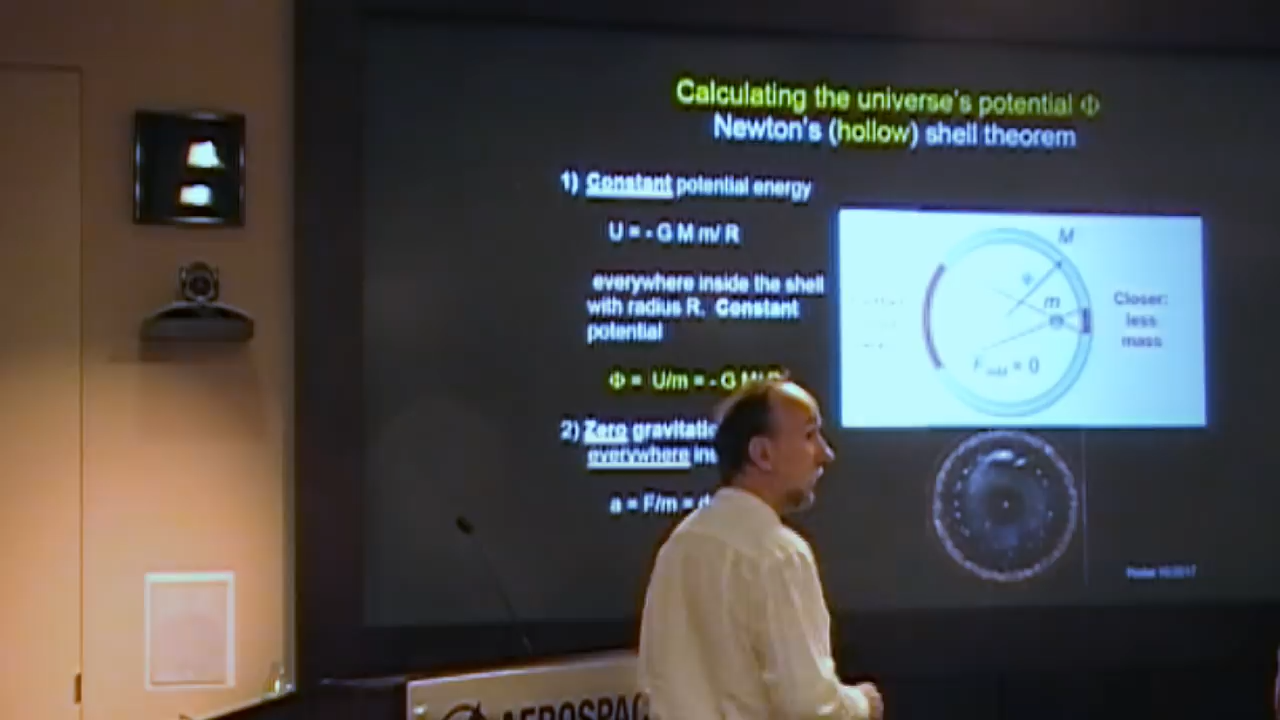 Calculating the universe's potential Φ
Newton's (hollow) shell theorem
1) Constant potential energy
U = - G M m/ R
everywhere inside the shell
with radius R. Constant
potential
Φ = U/m = - G M/
2) Zero gravitatio
everywhere ins
a = F/m =
M
m
Closer:
less
mass
= 0
AEROSPAC